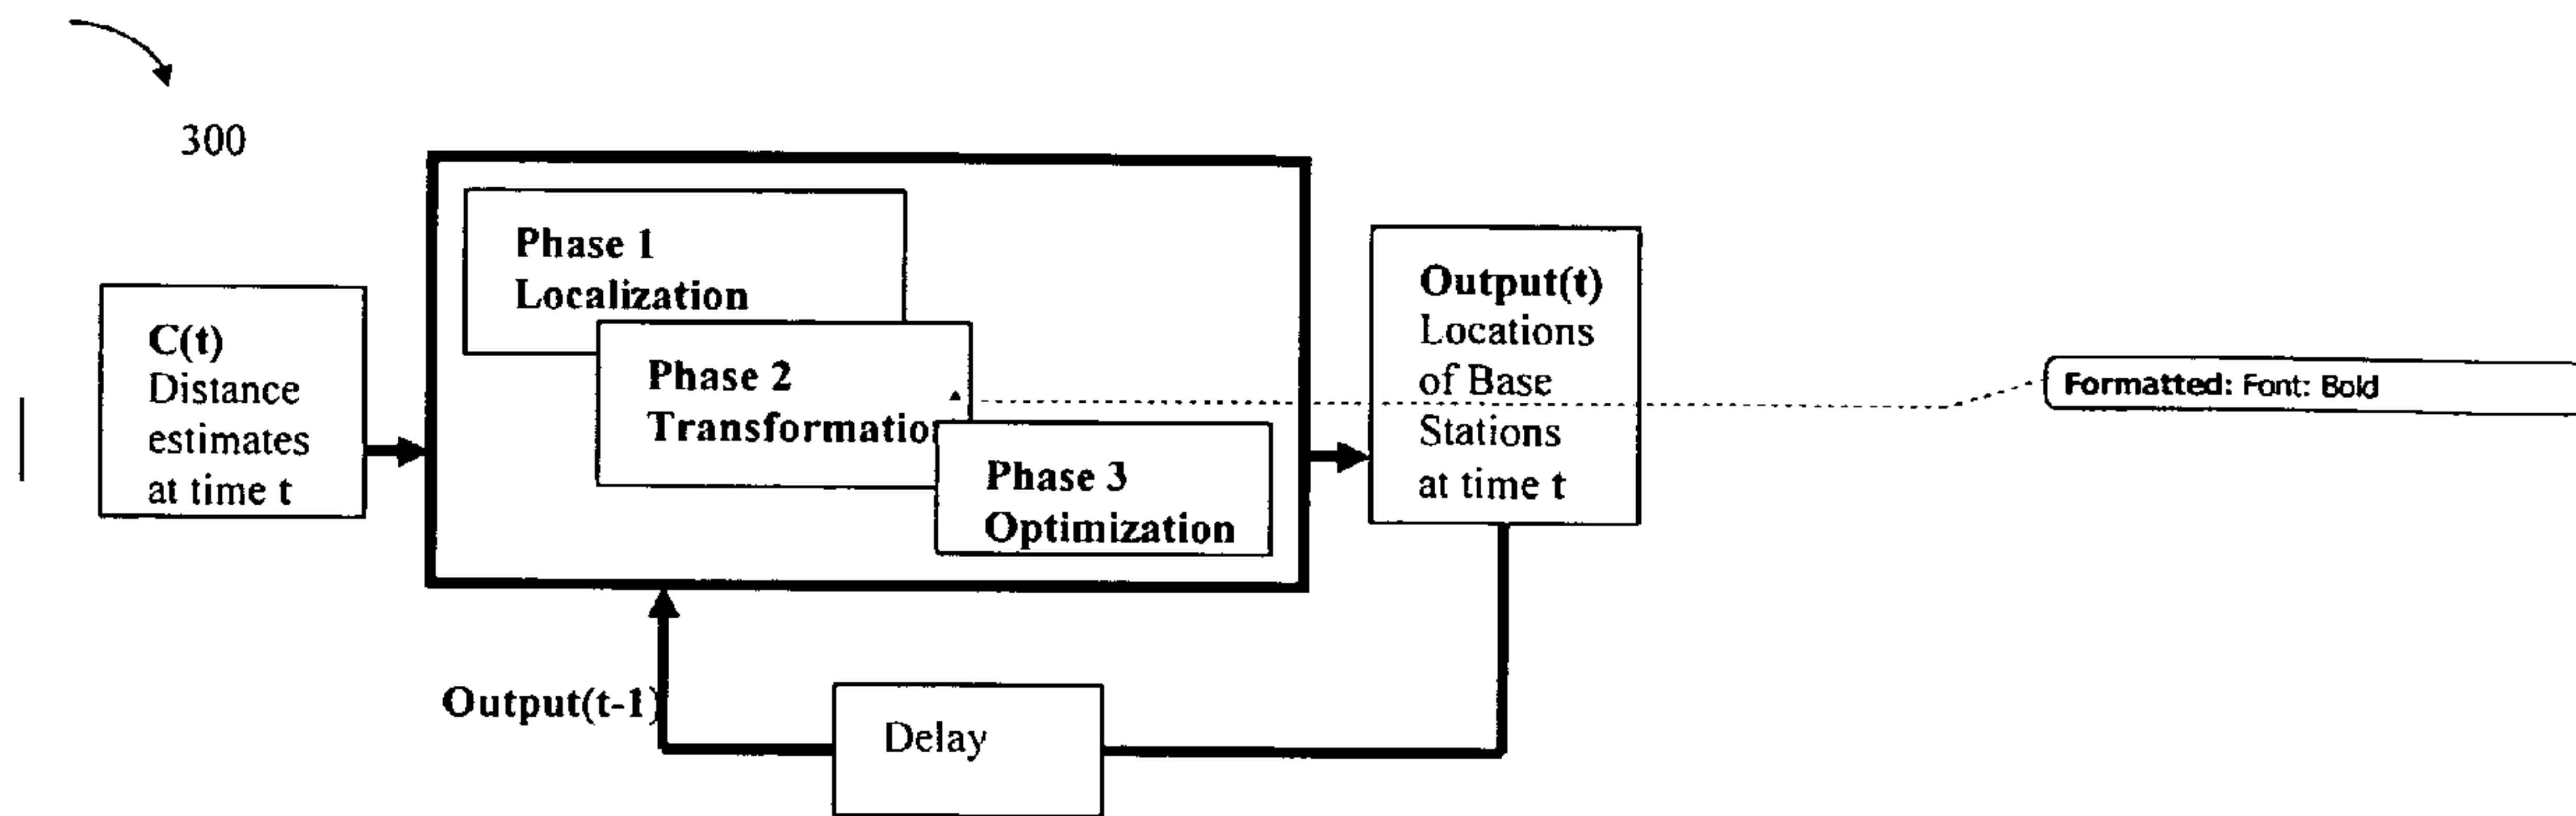 300
Phase 1
Localization
C(t)
Distance
estimates
at time t
Phase 2
Transformatio
Phase 3
Optimization
Output(t)
Locations
of Base
Stations
at time t
Formatted: Font: Bold
Output(t-1)
Delay